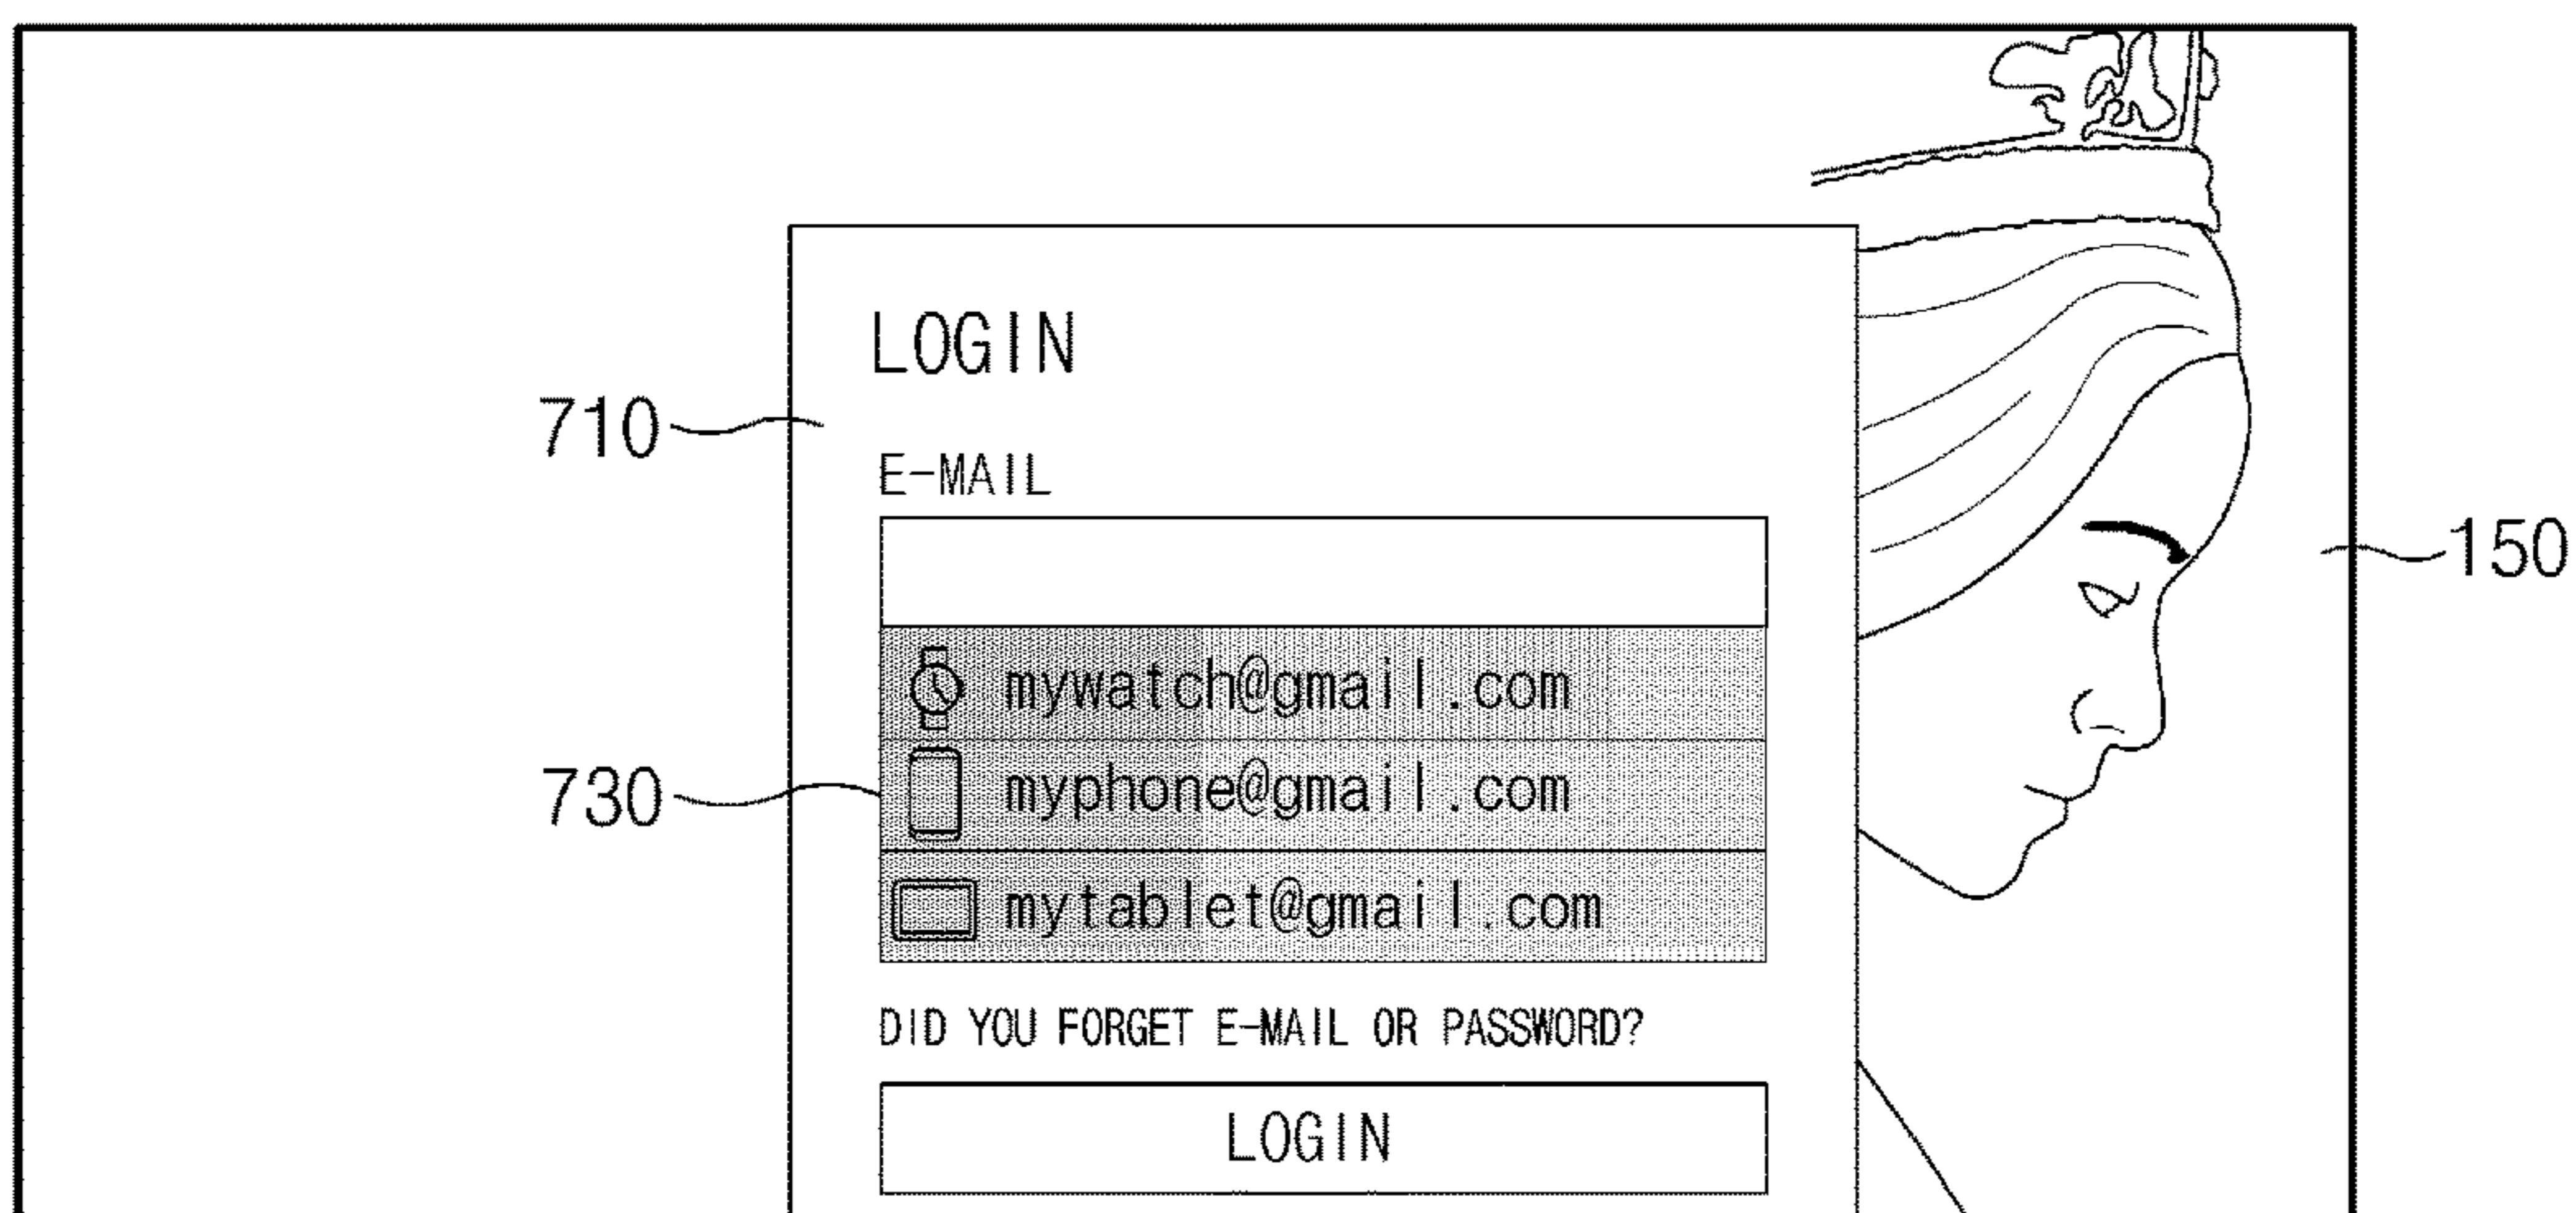 LOGIN
710
E-MAIL
150
mywatch@gmail.com
730
myphone@gmail.com
mytablet@gmail.com
DID YOU FORGET E-MAIL OR PASSWORD?
LOGIN